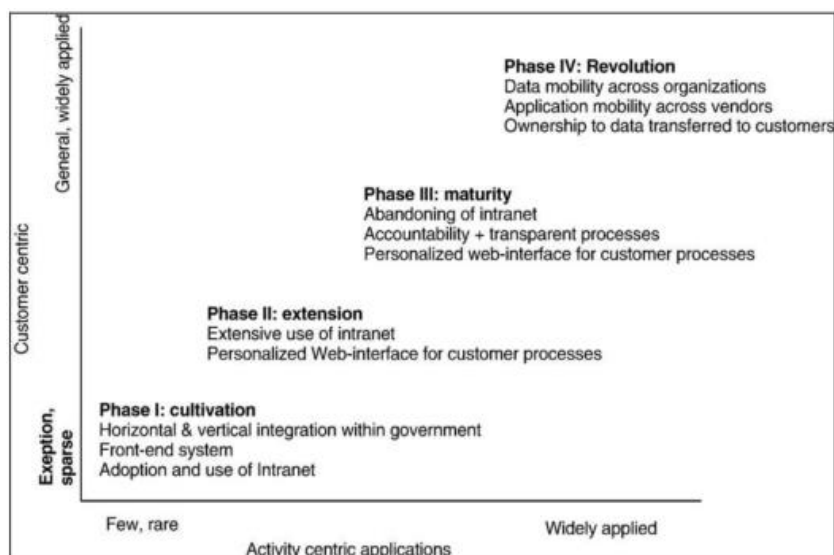 General, widely applied
Customer centric
Exeption,
sparse
Phase IV: Revolution
Data mobility across organizations
Application mobility across vendors
Ownership to data transferred to customers
Phase III: maturity
Abandoning of intranet
Accountability + transparent processes
Personalized web-interface for customer processes
Phase II: extension
Extensive use of intranet
Personalized Web-interface for customer processes
Phase I: cultivation
Horizontal & vertical integration within government
Front-end system
Adoption and use of Intranet
Few, rare
Widely applied
Activity centric applications